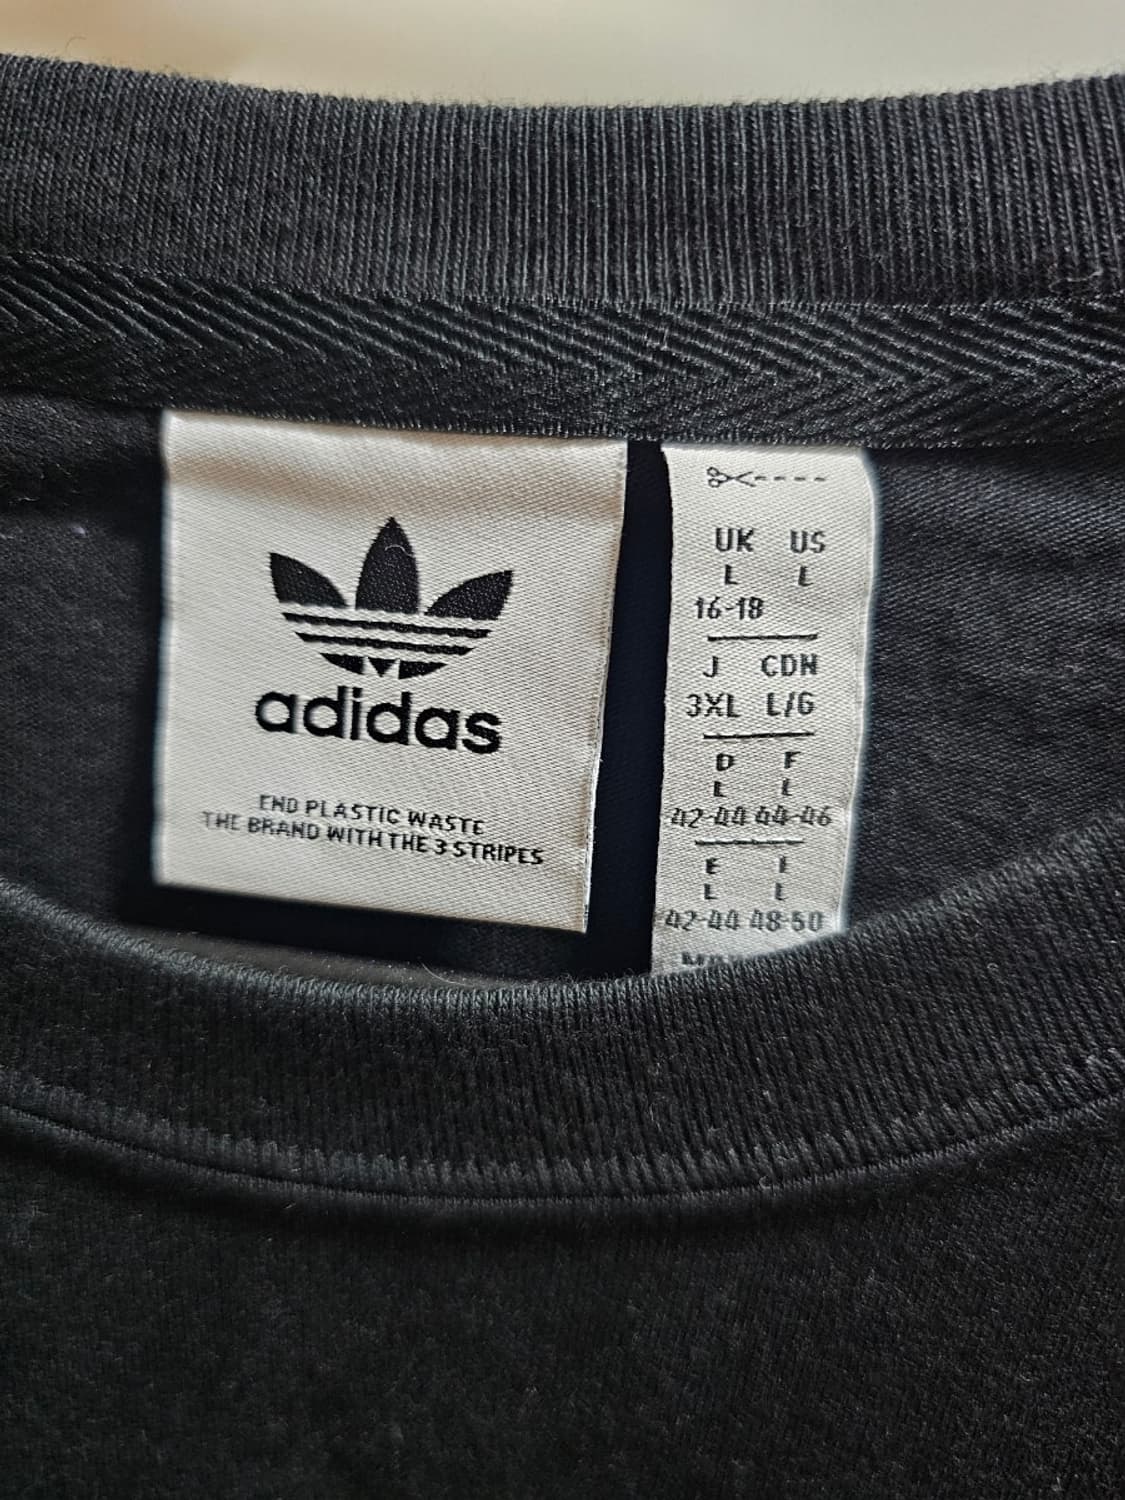 adidas
END PLASTIC WASTE
THE BRAND WITH THE 3 STRIPES
UK US
L L
16-18
J CDN
3XL L/G
D F
L L
42-44 44-46
E I
L L
42-44 48-50